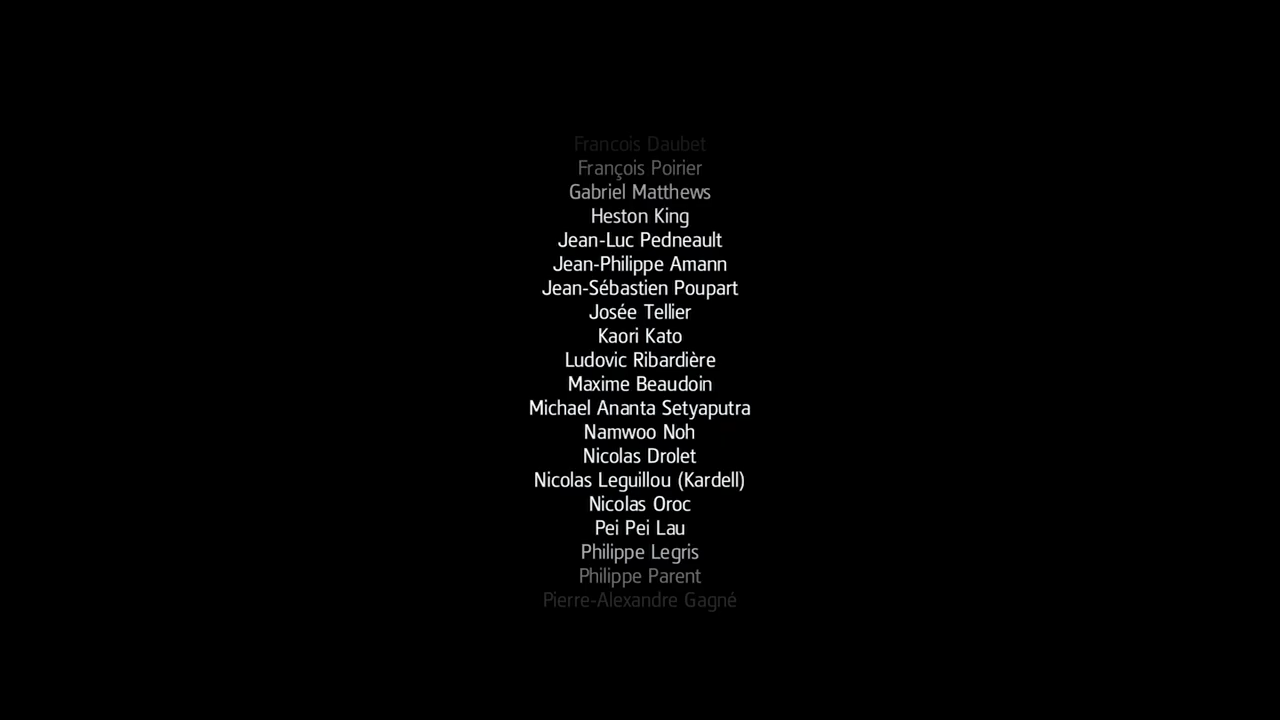 Francois Daubet
François Poirier
Gabriel Matthews
Heston King
Jean-Luc Pedneault
Jean-Philippe Amann
Jean-Sébastien Poupart
Josée Tellier
Kaori Kato
Ludovic Ribardière
Maxime Beaudoin
Michael Ananta Setyaputra
Namwoo Noh
Nicolas Drolet
Nicolas Leguillou (Kardell)
Nicolas Oroc
Pei Pei Lau
Philippe Legris
Philippe Parent
Pierre-Alexandre Gagné